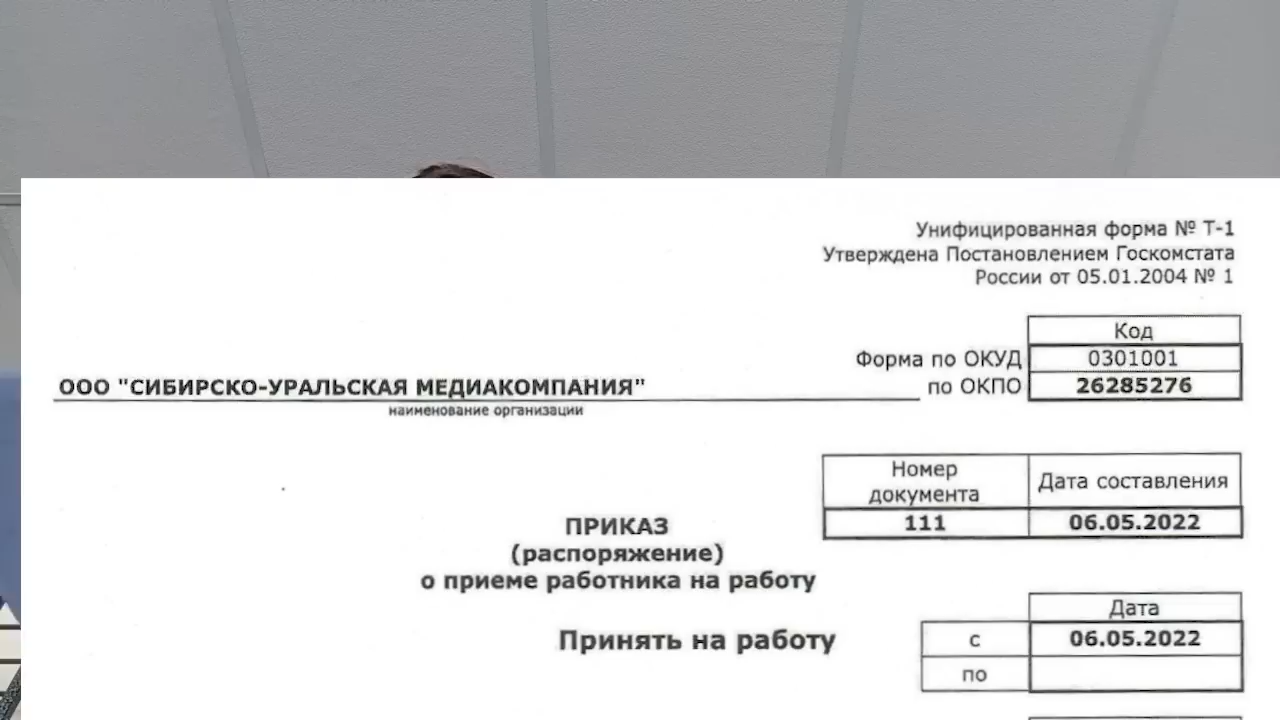 Унифицированная форма № Т-1
Утверждена Постановлением Госкомстата
России от 05.01.2004 № 1
Код
Форма по ОКУД 0301001
ООО "СИБИРСКО-УРАЛЬСКАЯ МЕДИАКОМПАНИЯ" по ОКПО 26285276
наименование организации
Номер документа Дата составления
111 06.05.2022
ПРИКАЗ
(распоряжение)
о приеме работника на работу
Дата
Принять на работу с 06.05.2022
по